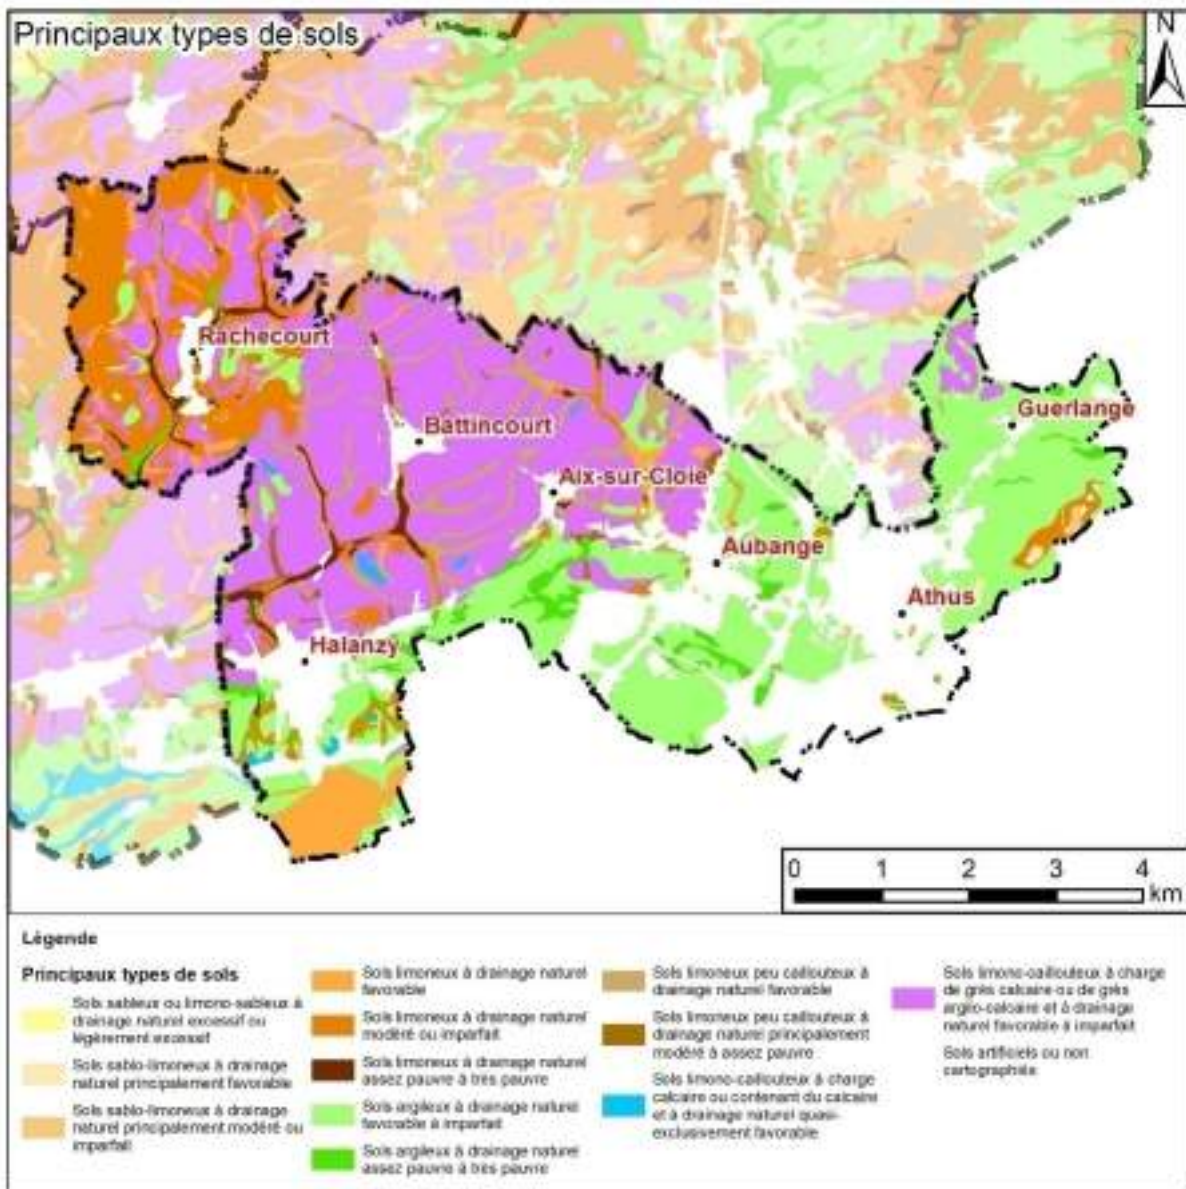 Principaux types de sols
N
Rachecourt
Battincourt
Aix-sur-Cloie
Guerlange
Aubange
Athus
Halanzy
0 1 2 3 4
km
Légende
Principaux types de sols
Sols sableux ou limono-sableux à
drainage naturel excessif ou
légèrement excessif
Sols sablo-limoneux à drainage
naturel principalement favorable
Sols sablo-limoneux à drainage
naturel principalement modéré ou
imparfait
Sols limoneux à drainage naturel
favorable
Sols limoneux à drainage naturel
modéré ou imparfait
Sols limoneux à drainage naturel
assez pauvre à très pauvre
Sols argileux à drainage naturel
favorable à imparfait
Sols argileux à drainage naturel
assez pauvre à très pauvre
Sols limoneux peu caillouteux à
drainage naturel favorable
Sols limoneux peu caillouteux à
drainage naturel principalement
modéré à assez pauvre
Sols limono-caillouteux à charge
calcaire ou contenant du calcaire
et à drainage naturel quasi-
exclusivement favorable
Sols limono-caillouteux à charge
de grès calcaire ou de grès
argilo-calcaire et à drainage
naturel favorable à imparfait
Sols artificiels ou non
cartographiés